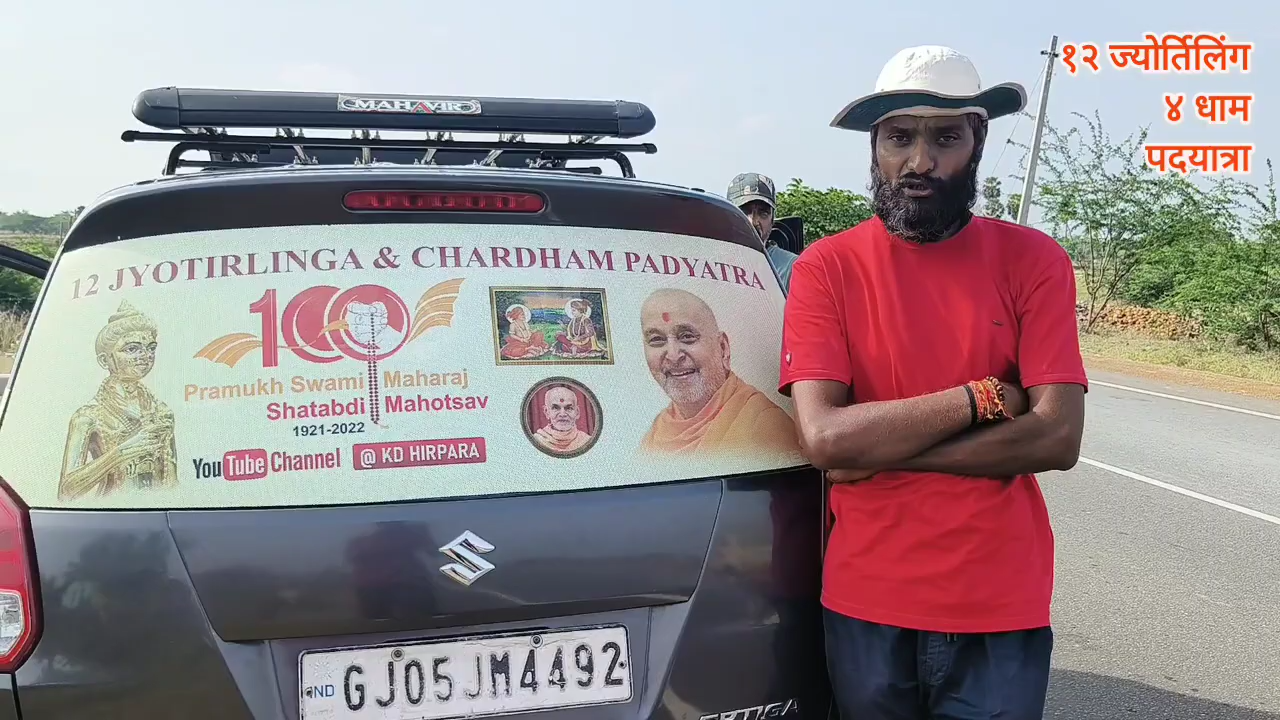 १२ ज्योर्तिलिंग
४ धाम
पदयात्रा
MAHAVIR
12 JYOTIRLINGA & CHARDHAM PADYATRA
100
Pramukh Swami Maharaj
Shatabdi Mahotsav
1921-2022
YouTube Channel @ KD HIRPARA
IND GJ05JM4492
ERTIGA